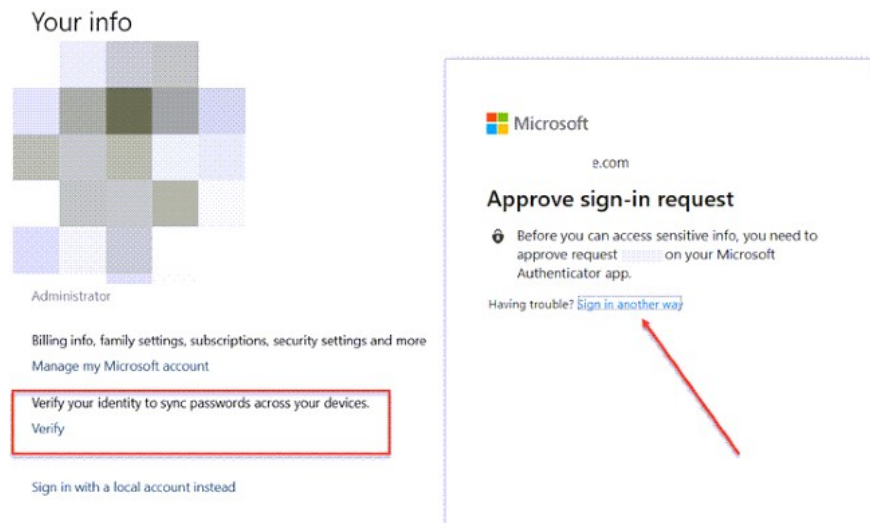 Your info
Administrator
Billing info, family settings, subscriptions, security settings and more
Manage my Microsoft account
Verify your identity to sync passwords across your devices.
Verify
Sign in with a local account instead
Microsoft
e.com
Approve sign-in request
Before you can access sensitive info, you need to
approve request on your Microsoft
Authenticator app.
Having trouble? Sign in another way